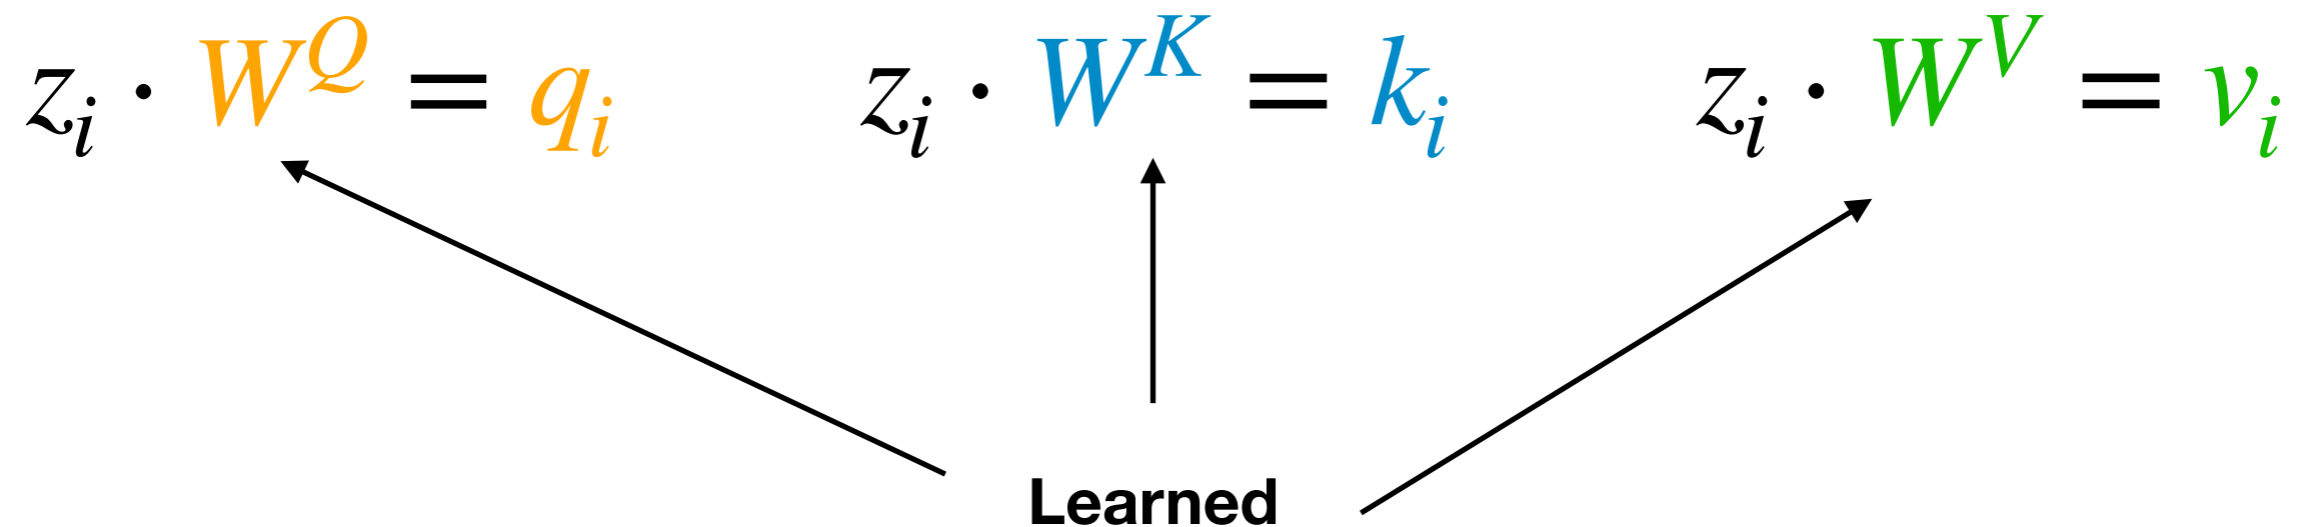 z_i · W^Q = q_i    z_i · W^K = k_i    z_i · W^V = v_i
Learned